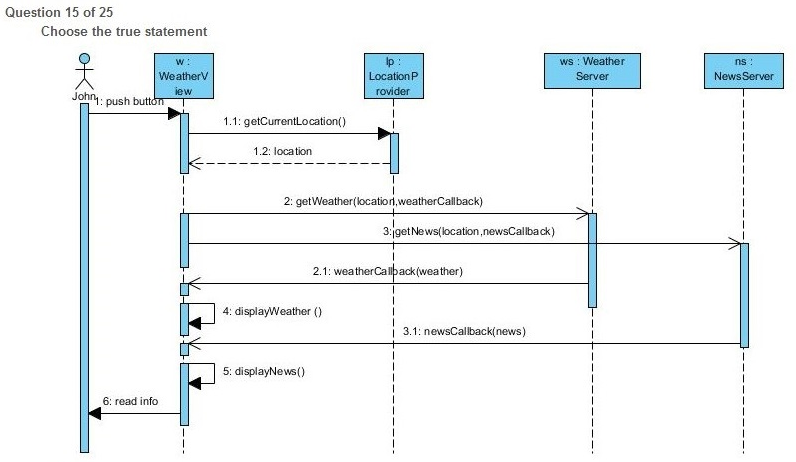 Question 15 of 25
Choose the true statement
John
w :
WeatherV
iew
lp :
LocationP
rovider
ws : Weather
Server
ns :
NewsServer
1: push button
1.1: getCurrentLocation()
1.2: location
2: getWeather(location,weatherCallback)
3: getNews(location,newsCallback)
2.1: weatherCallback(weather)
4: displayWeather ()
3.1: newsCallback(news)
5: displayNews()
6: read info